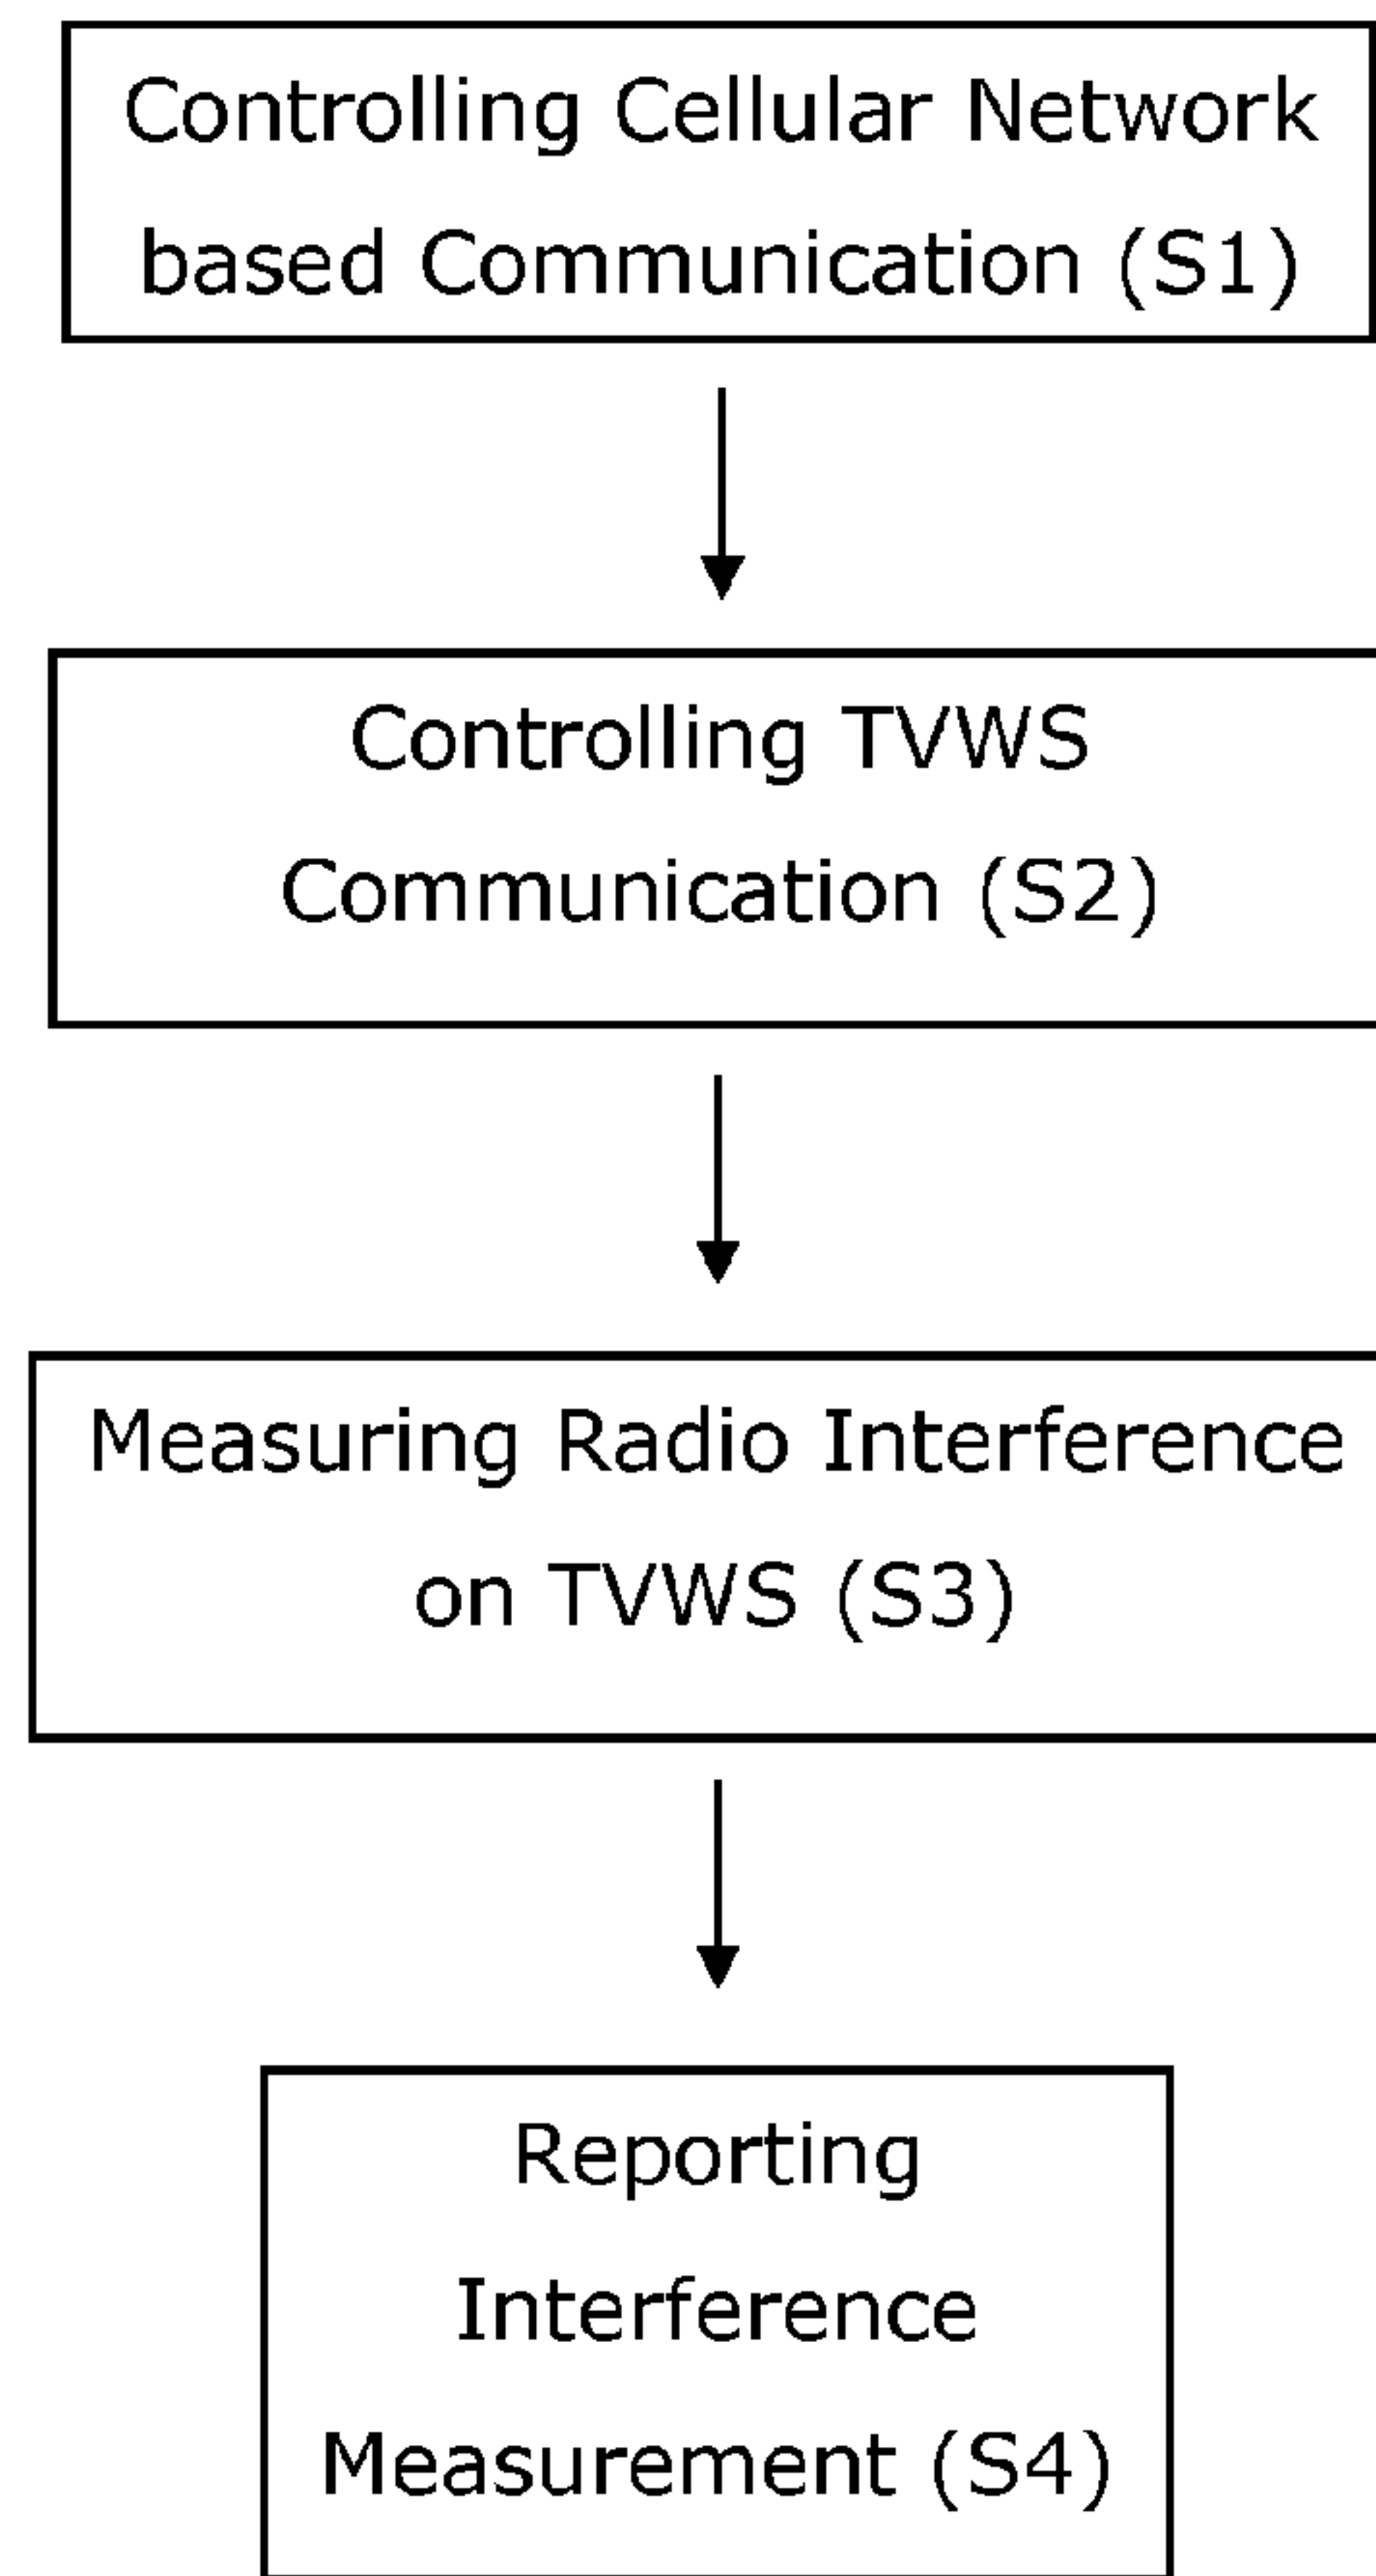 Controlling Cellular Network
based Communication (S1)
Controlling TVWS
Communication (S2)
Measuring Radio Interference
on TVWS (S3)
Reporting
Interference
Measurement (S4)